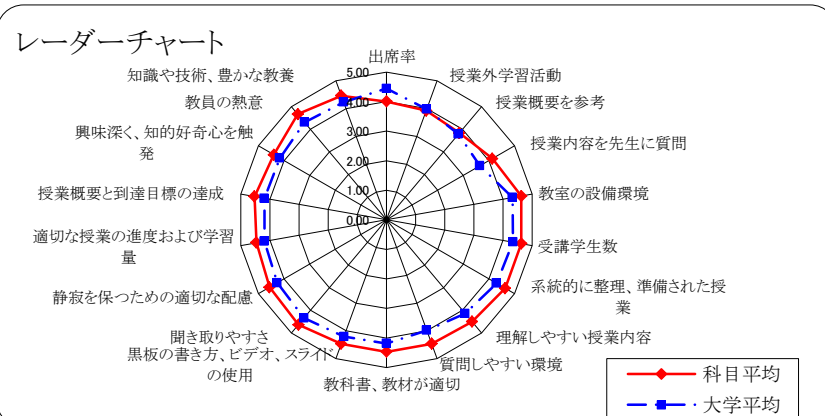 レーダーチャート
出席率
授業外学習活動
授業概要を参考
授業内容を先生に質問
教室の設備環境
受講学生数
系統的に整理、準備された授
業
理解しやすい授業内容
質問しやすい環境
教科書、教材が適切
黒板の書き方、ビデオ、スライド
の使用
聞き取りやすさ
静寂を保つための適切な配慮
適切な授業の進度および学習
量
授業概要と到達目標の達成
興味深く、知的好奇心を触
発
教員の熱意
知識や技術、豊かな教養
5.00
4.00
3.00
2.00
1.00
0.00
科目平均
大学平均